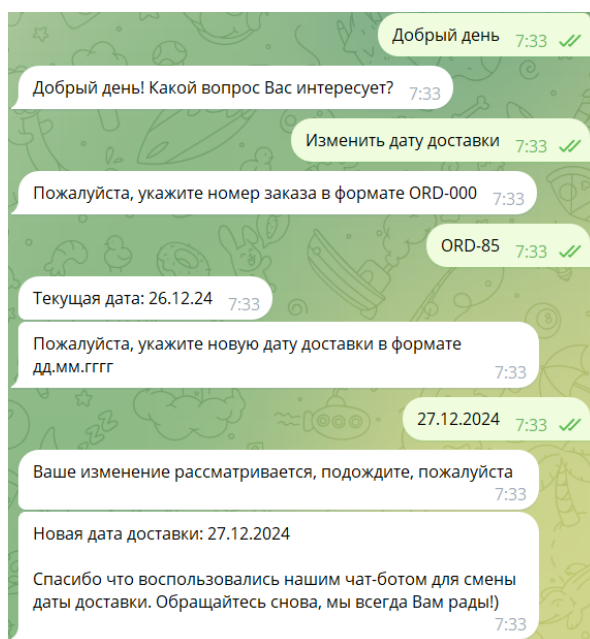 Добрый день 7:33
Добрый день! Какой вопрос Вас интересует? 7:33
Изменить дату доставки 7:33
Пожалуйста, укажите номер заказа в формате ORD-000 7:33
ORD-85 7:33
Текущая дата: 26.12.24 7:33
Пожалуйста, укажите новую дату доставки в формате
дд.мм.гггг
7:33
27.12.2024 7:33
Ваше изменение рассматривается, подождите, пожалуйста
7:33
Новая дата доставки: 27.12.2024
Спасибо что воспользовались нашим чат-ботом для смены
даты доставки. Обращайтесь снова, мы всегда Вам рады!)
7:33